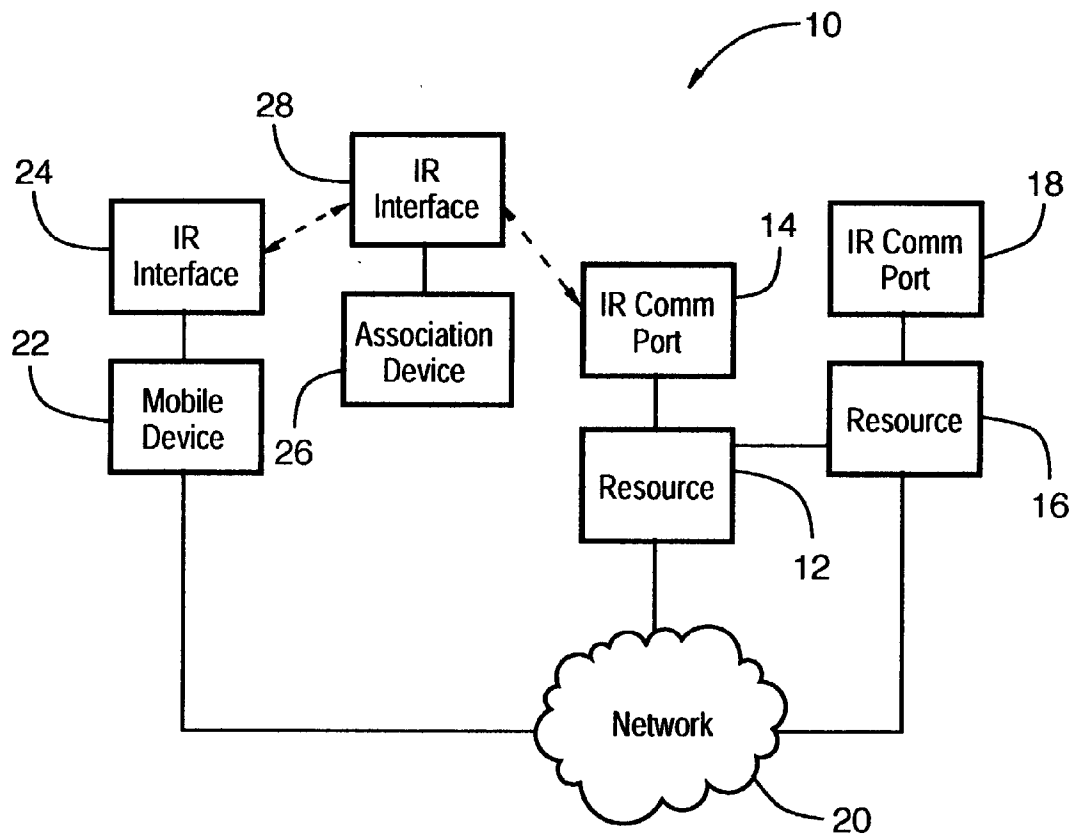 10
28
IR
Interface
24
IR
Interface
18
IR Comm
Port
14
IR Comm
Port
Association
Device
22
Mobile
Device
26
Resource
16
Resource
12
Network
20